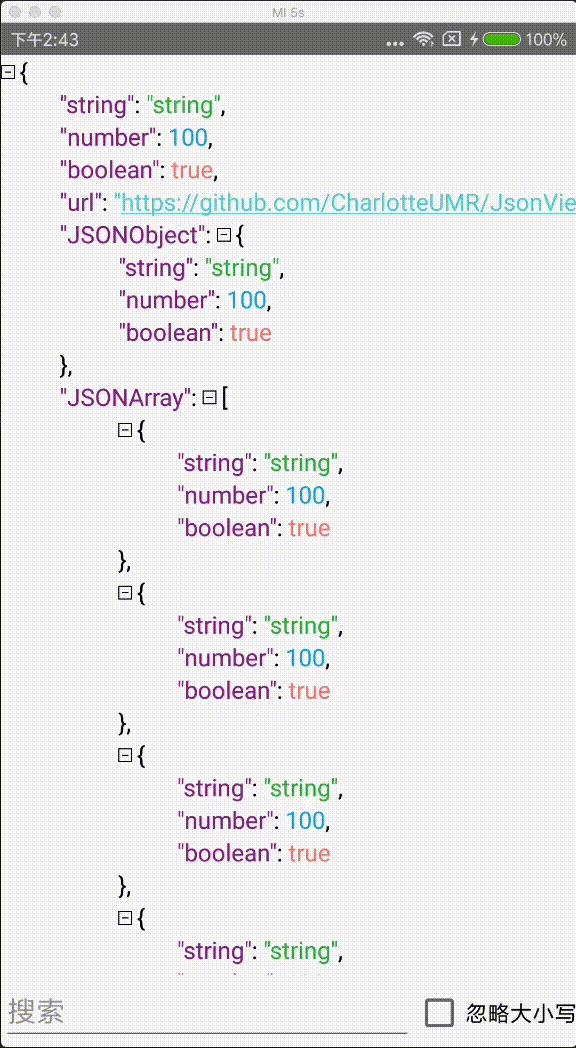 MI 5s
下午2:43 ... 100%
{
"string": "string",
"number": 100,
"boolean": true,
"url": "https://github.com/CharlotteUMR/JsonVie
"JSONObject": {
"string": "string",
"number": 100,
"boolean": true
},
"JSONArray": [
{
"string": "string",
"number": 100,
"boolean": true
},
{
"string": "string",
"number": 100,
"boolean": true
},
{
"string": "string",
"number": 100,
"boolean": true
},
{
"string": "string",
搜索 忽略大小写